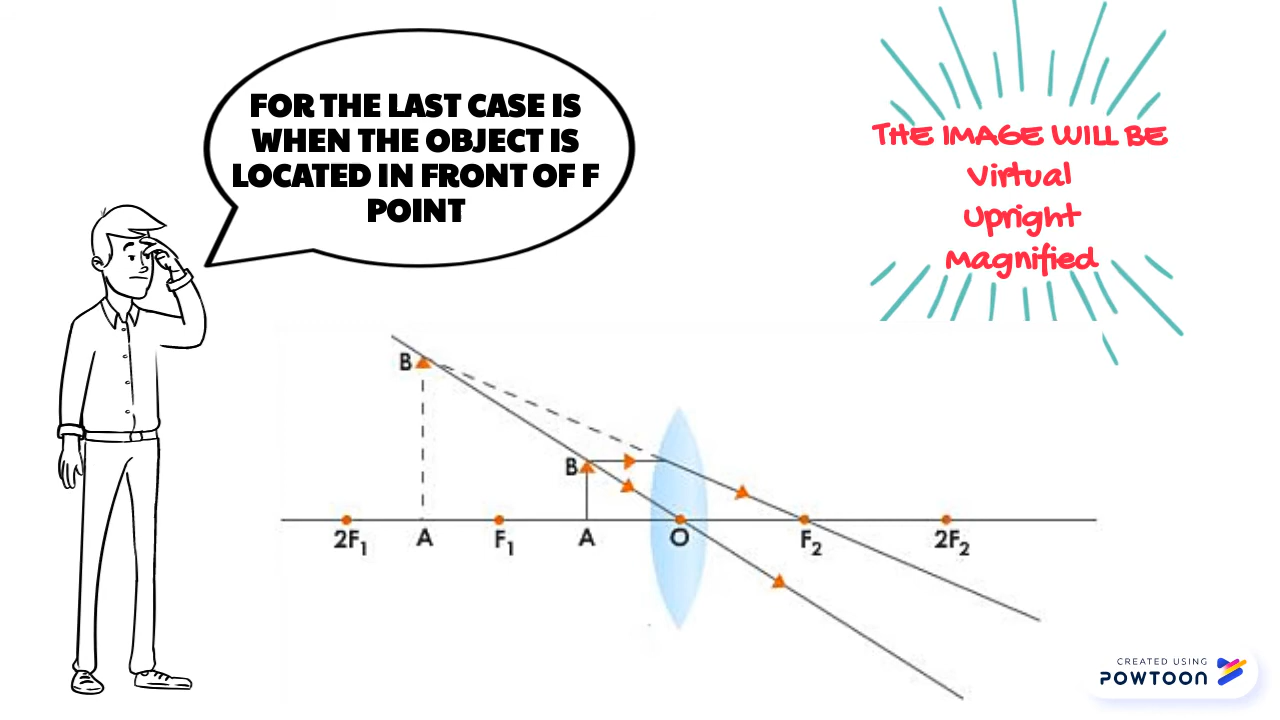 FOR THE LAST CASE IS
WHEN THE OBJECT IS
LOCATED IN FRONT OF F
POINT
THE IMAGE WILL BE
Virtual
Upright
Magnified
B
B
2F₁
A
F₁
A
O
F₂
2F₂
CREATED USING
POWTOON